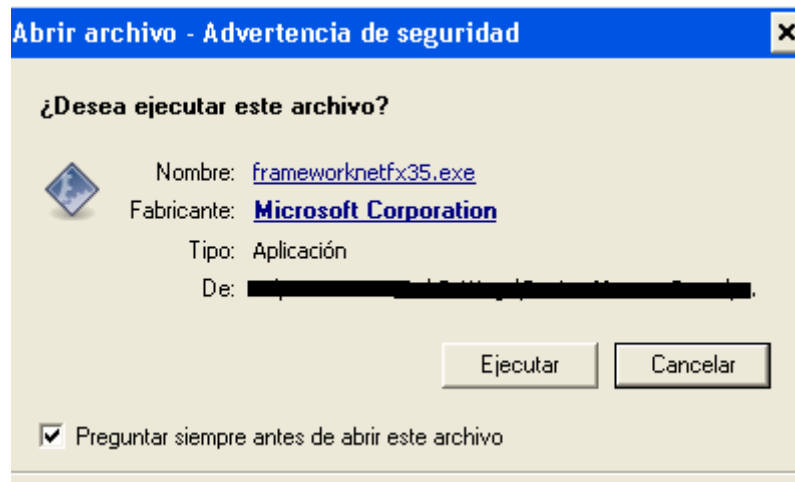 Abrir archivo - Advertencia de seguridad
¿Desea ejecutar este archivo?
Nombre: frameworknetfx35.exe
Fabricante: Microsoft Corporation
Tipo: Aplicación
De:
Ejecutar Cancelar
Preguntar siempre antes de abrir este archivo